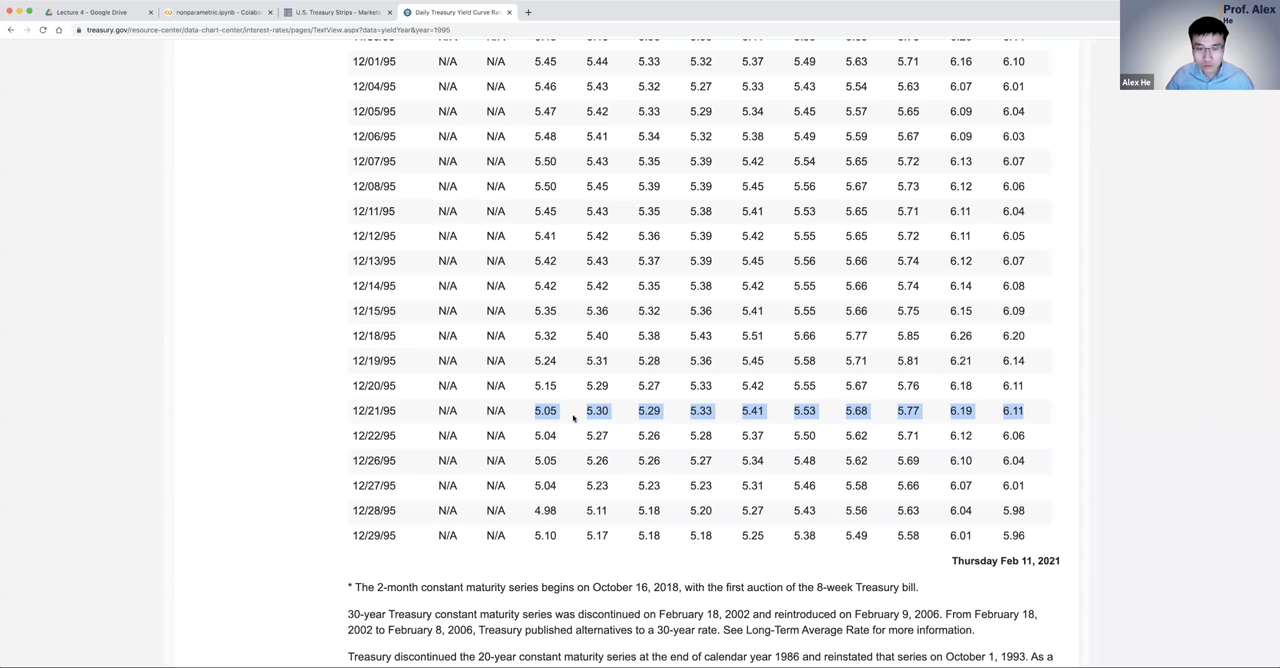 Lecture 4 - Google Drive
nonparametric.ipynb - Colabo
U.S. Treasury Strips - Markets
Daily Treasury Yield Curve Ra
treasury.gov/resource-center/data-chart-center/interest-rates/pages/TextView.aspx?data=yieldYear&year=1995
Prof. Alex
He
Alex He
12/01/95 N/A N/A 5.45 5.44 5.33 5.32 5.37 5.49 5.63 5.71 6.16 6.10
12/04/95 N/A N/A 5.46 5.43 5.32 5.27 5.33 5.43 5.54 5.63 6.07 6.01
12/05/95 N/A N/A 5.47 5.42 5.33 5.29 5.34 5.45 5.57 5.65 6.09 6.04
12/06/95 N/A N/A 5.48 5.41 5.34 5.32 5.38 5.49 5.59 5.67 6.09 6.03
12/07/95 N/A N/A 5.50 5.43 5.35 5.39 5.42 5.54 5.65 5.72 6.13 6.07
12/08/95 N/A N/A 5.50 5.45 5.39 5.39 5.45 5.56 5.67 5.73 6.12 6.06
12/11/95 N/A N/A 5.45 5.43 5.35 5.38 5.41 5.53 5.65 5.71 6.11 6.04
12/12/95 N/A N/A 5.41 5.42 5.36 5.39 5.42 5.55 5.65 5.72 6.11 6.05
12/13/95 N/A N/A 5.42 5.43 5.37 5.39 5.45 5.56 5.66 5.74 6.12 6.07
12/14/95 N/A N/A 5.42 5.42 5.35 5.38 5.42 5.55 5.66 5.74 6.14 6.08
12/15/95 N/A N/A 5.35 5.36 5.32 5.36 5.41 5.55 5.66 5.75 6.15 6.09
12/18/95 N/A N/A 5.32 5.40 5.38 5.43 5.51 5.66 5.77 5.85 6.26 6.20
12/19/95 N/A N/A 5.24 5.31 5.28 5.36 5.45 5.58 5.71 5.81 6.21 6.14
12/20/95 N/A N/A 5.15 5.29 5.27 5.33 5.42 5.55 5.67 5.76 6.18 6.11
12/21/95 N/A N/A 5.05 5.30 5.29 5.33 5.41 5.53 5.68 5.77 6.19 6.11
12/22/95 N/A N/A 5.04 5.27 5.26 5.28 5.37 5.50 5.62 5.71 6.12 6.06
12/26/95 N/A N/A 5.05 5.26 5.26 5.27 5.34 5.48 5.62 5.69 6.10 6.04
12/27/95 N/A N/A 5.04 5.23 5.23 5.23 5.31 5.46 5.58 5.66 6.07 6.01
12/28/95 N/A N/A 4.98 5.11 5.18 5.20 5.27 5.43 5.56 5.63 6.04 5.98
12/29/95 N/A N/A 5.10 5.17 5.18 5.18 5.25 5.38 5.49 5.58 6.01 5.96
Thursday Feb 11, 2021
* The 2-month constant maturity series begins on October 16, 2018, with the first auction of the 8-week Treasury bill.
30-year Treasury constant maturity series was discontinued on February 18, 2002 and reintroduced on February 9, 2006. From February 18,
2002 to February 8, 2006, Treasury published alternatives to a 30-year rate. See Long-Term Average Rate for more information.
Treasury discontinued the 20-year constant maturity series at the end of calendar year 1986 and reinstated that series on October 1, 1993. As a